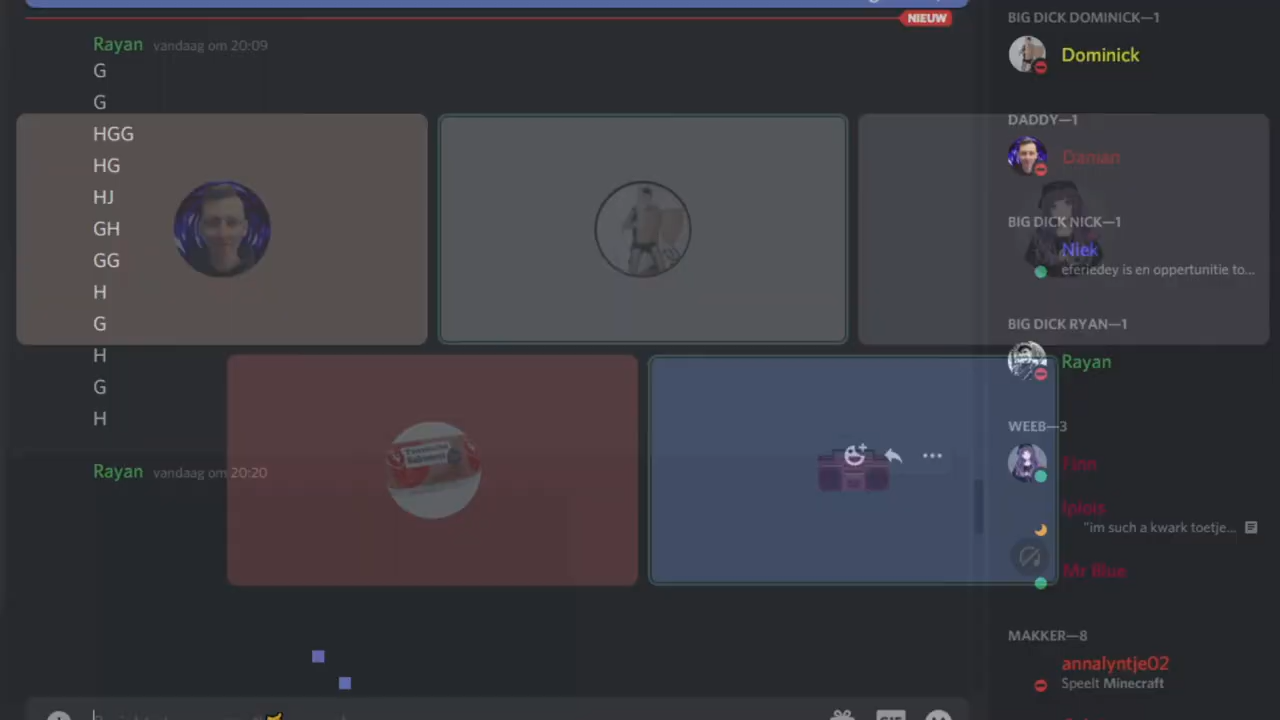 NIEUW
Rayan vandaag om 20:09
G
G
HGG
HG
HJ
GH
GG
H
G
H
G
H
Rayan vandaag om 20:20
BIG DICK DOMINICK—1
Dominick
DADDY—1
Damian
BIG DICK NICK—1
Niek
eferiedey is en oppertunitie to...
BIG DICK RYAN—1
Rayan
WEEB—3
Finn
"im such a kwark toetje...
Mr Blue
MAKKER—8
annalyntje02
Speelt Minecraft
GIF